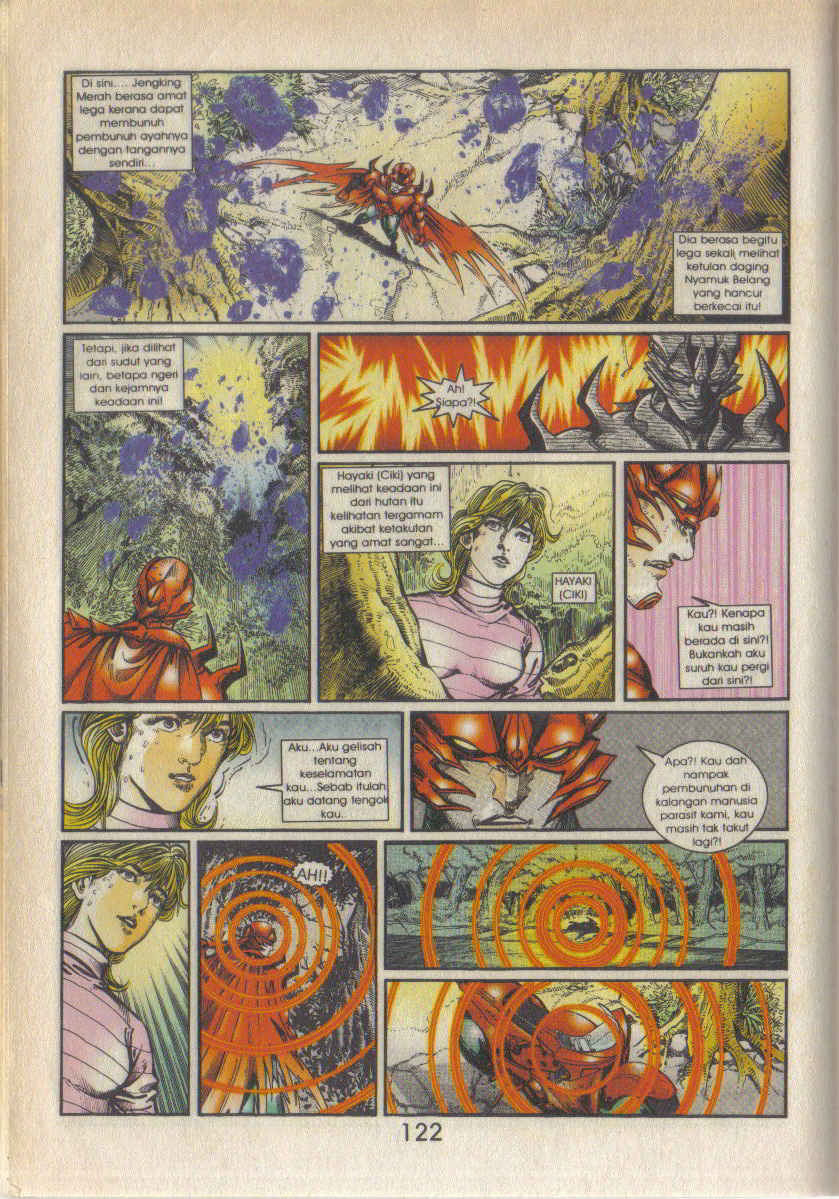 Di sini.... Jengking
Merah berasa amat
lega kerana dapat
membunuh
pembunuh ayahnya
dengan tangannya
sendiri...
Dia berasa begitu
lega sekali melihat
ketulan daging
Nyamuk Belang
yang hancur
berkecai itu!
Tetapi, jika dilihat
dari sudut yang
lain, betapa ngeri
dan kejamnya
keadaan ini!
Ah!
Siapa?!
Hayaki (Ciki) yang
melihat keadaan ini
dari hutan itu
kelihatan tergamam
akibat ketakutan
yang amat sangat...
HAYAKI
(CIKI)
Kau?! Kenapa
kau masih
berada di sini?!
Bukankah aku
suruh kau pergi
dari sini?!
Aku...Aku gelisah
tentang
keselamatan
kau...Sebab itulah
aku datang tengok
kau..
Apa?! Kau dah
nampak
pembunuhan di
kalangan manusia
parasit kami, kau
masih tak takut
lagi?!
AH!!
122